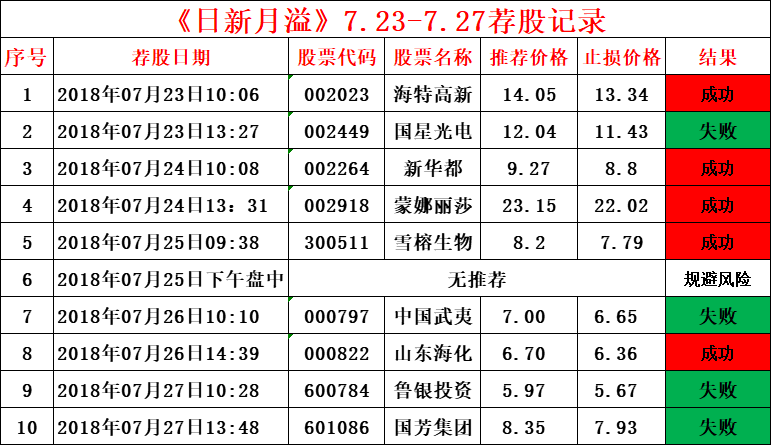 《日新月溢》7.23-7.27荐股记录
序号 荐股日期 股票代码 股票名称 推荐价格 止损价格 结果
1 2018年07月23日10:06 002023 海特高新 14.05 13.34 成功
2 2018年07月23日13:27 002449 国星光电 12.04 11.43 失败
3 2018年07月24日10:08 002264 新华都 9.27 8.8 成功
4 2018年07月24日13：31 002918 蒙娜丽莎 23.15 22.02 成功
5 2018年07月25日09:38 300511 雪榕生物 8.2 7.79 成功
6 2018年07月25日下午盘中 无推荐 规避风险
7 2018年07月26日10:10 000797 中国武夷 7.00 6.65 失败
8 2018年07月26日14:39 000822 山东海化 6.70 6.36 成功
9 2018年07月27日10:28 600784 鲁银投资 5.97 5.67 失败
10 2018年07月27日13:48 601086 国芳集团 8.35 7.93 失败